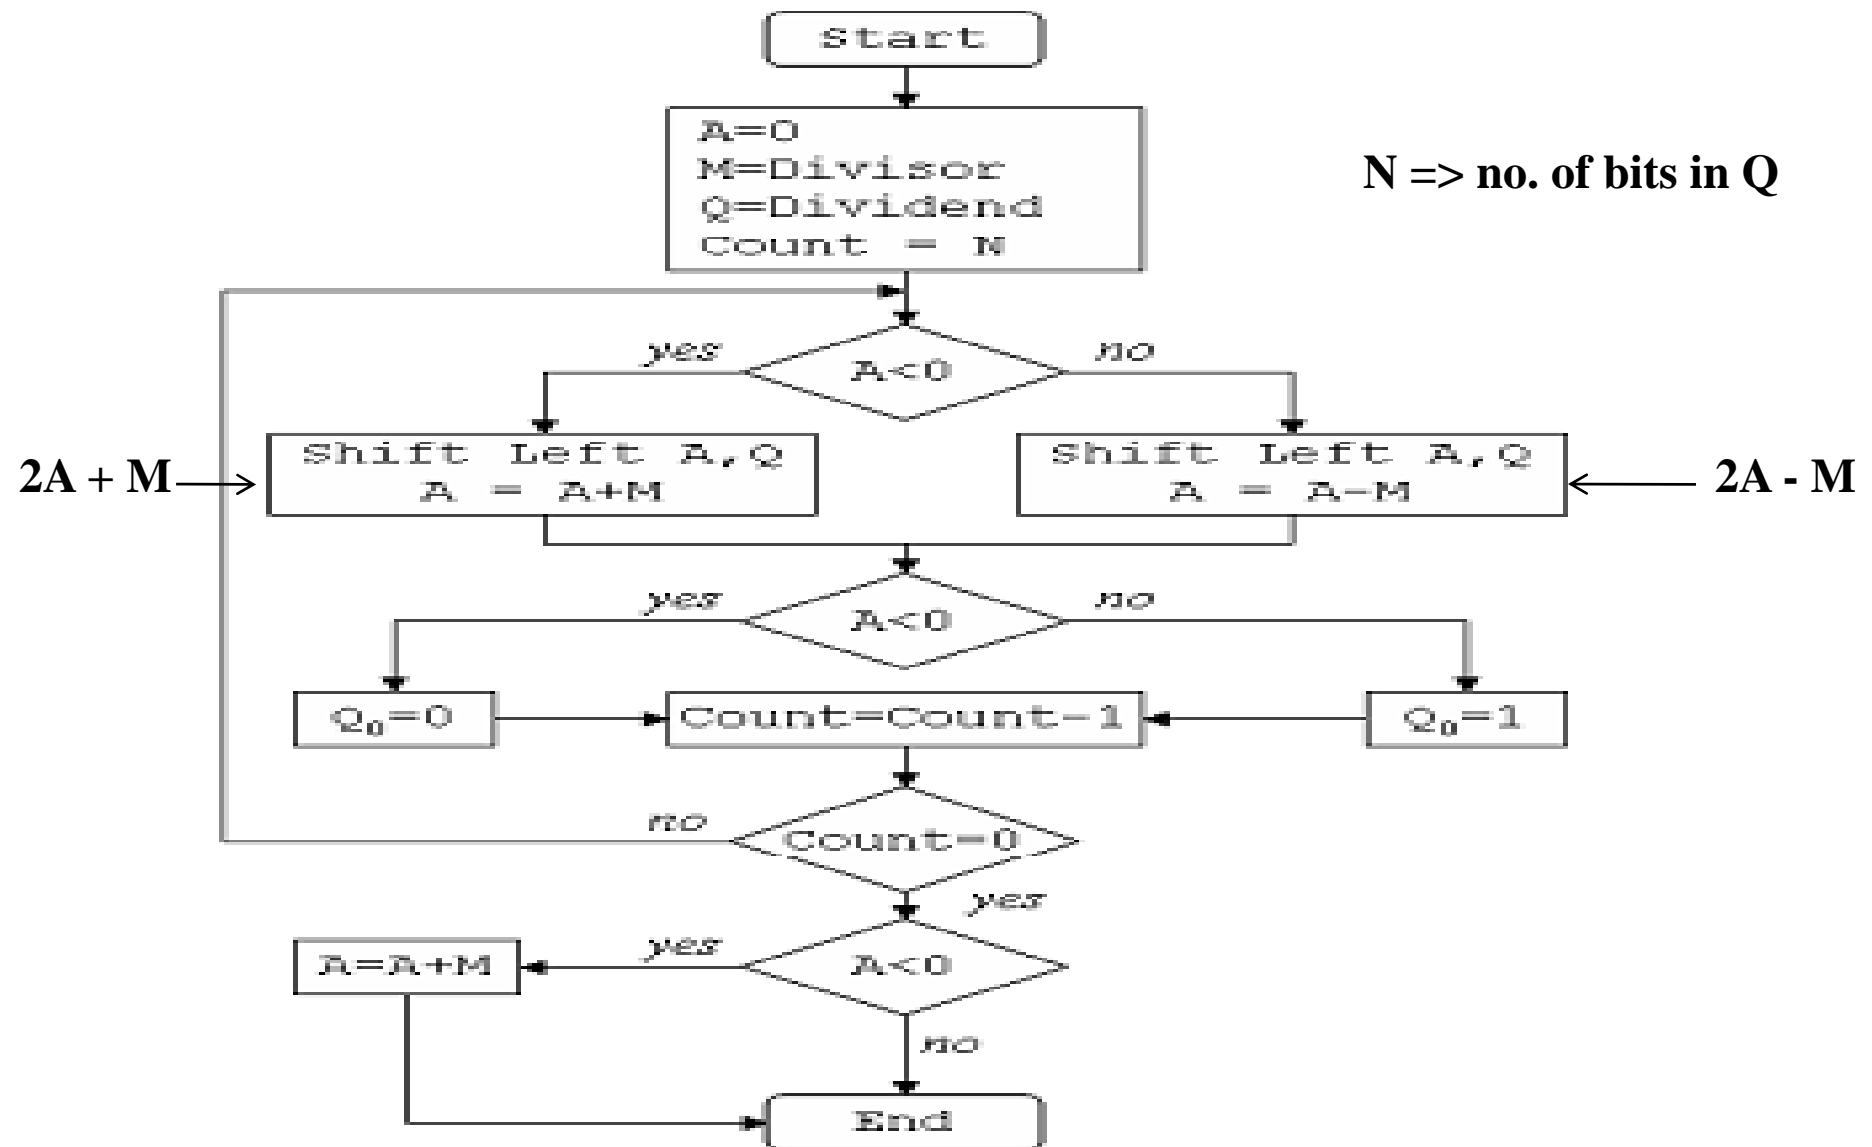 Start
A=0
M=Divisor
Q=Dividend
Count = N
N => no. of bits in Q
yes
A<0
no
2A + M
Shift Left A,Q
A = A+M
Shift Left A,Q
A = A-M
2A - M
yes
A<0
no
Q₀=0
Count=Count-1
Q₀=1
no
Count=0
yes
A=A+M
yes
A<0
no
End